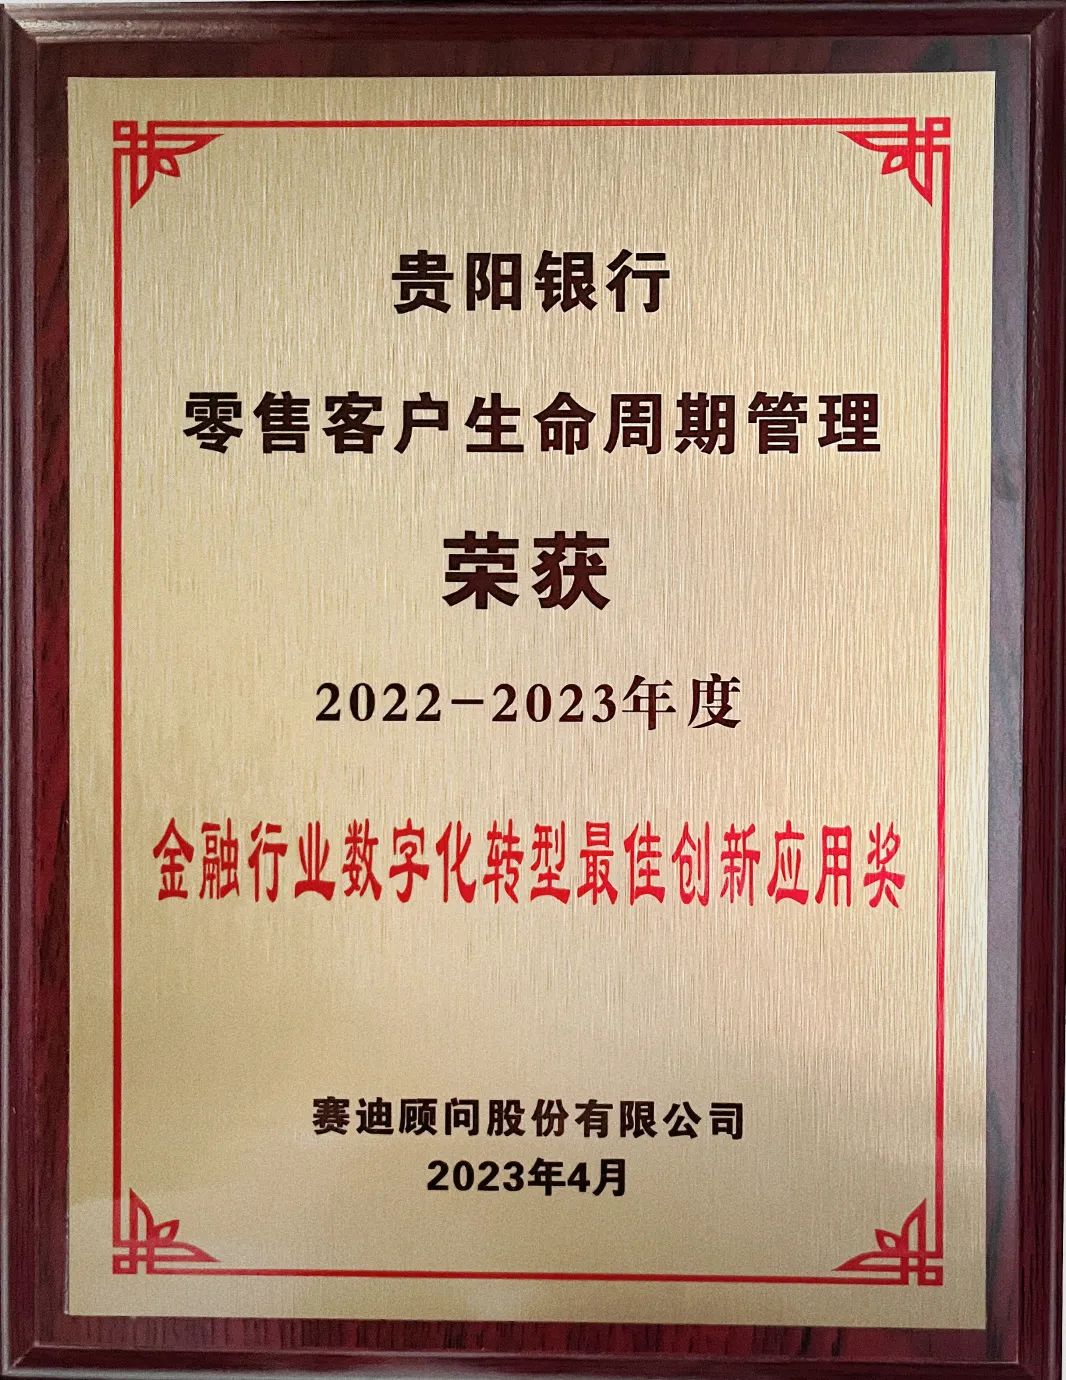 贵阳银行
零售客户生命周期管理
荣获
2022-2023年度
金融行业数字化转型最佳创新应用奖
赛迪顾问股份有限公司
2023年4月